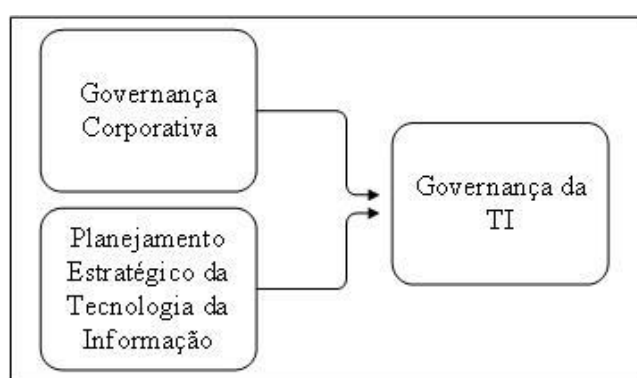 Governança
Corporativa
Planejamento
Estratégico da
Tecnologia da
Informação
Governança da
TI